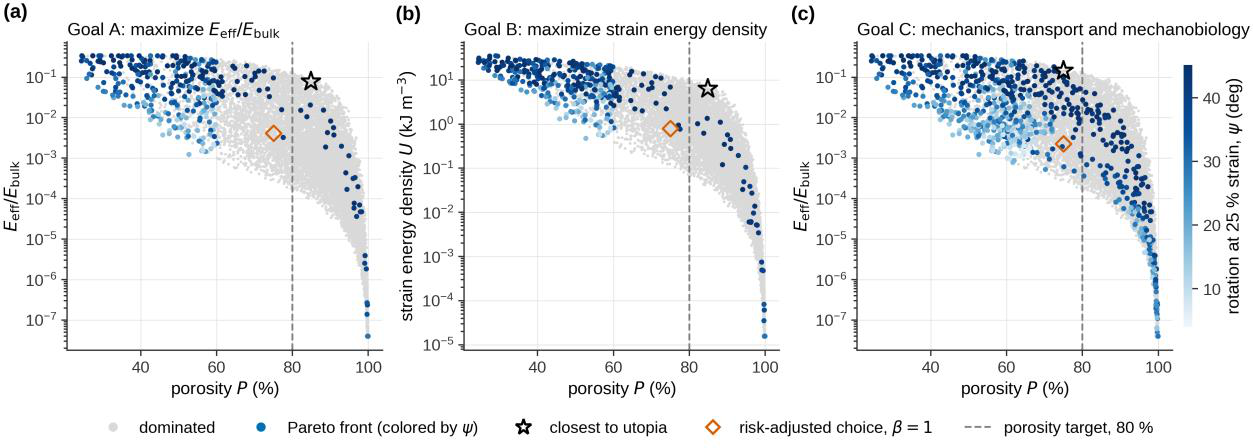 (a)
Goal A: maximize E_eff/E_bulk
E_eff/E_bulk
10⁻¹
10⁻²
10⁻³
10⁻⁴
10⁻⁵
10⁻⁶
10⁻⁷
40
60
80
100
porosity P (%)
(b)
Goal B: maximize strain energy density
strain energy density U (kJ m⁻³)
10¹
10⁰
10⁻¹
10⁻²
10⁻³
10⁻⁴
10⁻⁵
40
60
80
100
porosity P (%)
(c)
Goal C: mechanics, transport and mechanobiology
E_eff/E_bulk
10⁻¹
10⁻²
10⁻³
10⁻⁴
10⁻⁵
10⁻⁶
10⁻⁷
40
60
80
100
porosity P (%)
40
30
20
10
rotation at 25 % strain, ψ (deg)
dominated
Pareto front (colored by ψ)
closest to utopia
risk-adjusted choice, β = 1
porosity target, 80 %